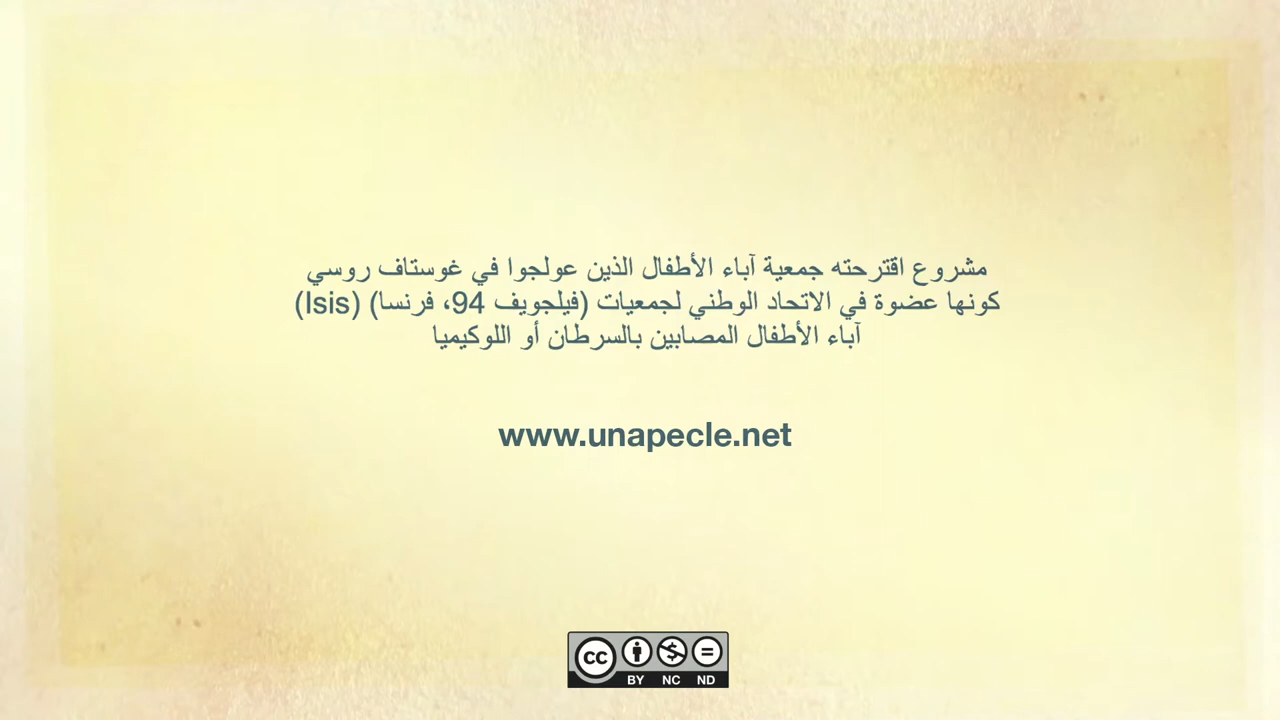 مشروع اقترحته جمعية آباء الأطفال الذين عولجوا في غوستاف روسي
كونها عضوة في الاتحاد الوطني لجمعيات (فيلجويف 94، فرنسا) (Isis)
آباء الأطفال المصابين بالسرطان أو اللوكيميا
www.unapecle.net
cc BY NC ND